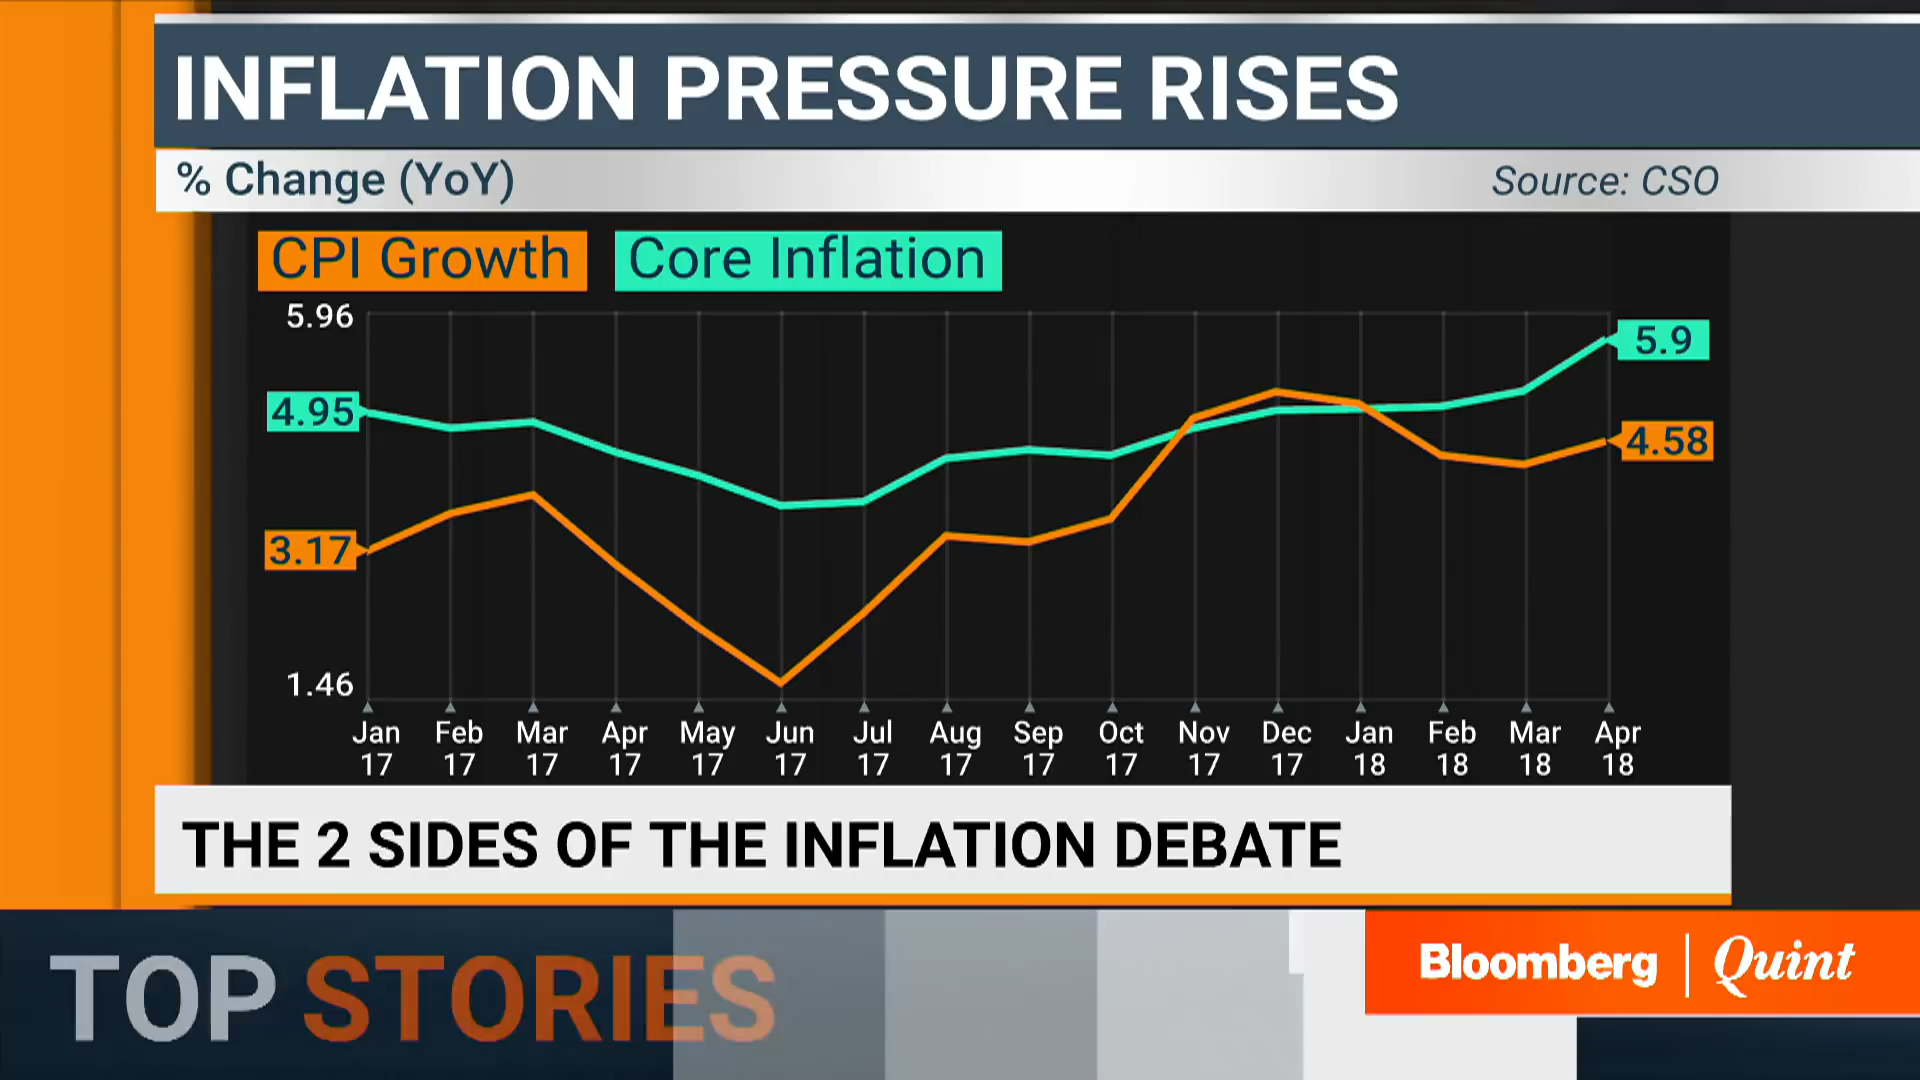 INFLATION PRESSURE RISES
% Change (YoY) Source: CSO
CPI Growth Core Inflation
5.96
5.9
4.95
4.58
3.17
1.46
Jan Feb Mar Apr May Jun Jul Aug Sep Oct Nov Dec Jan Feb Mar Apr
17 17 17 17 17 17 17 17 17 17 17 17 18 18 18 18
THE 2 SIDES OF THE INFLATION DEBATE
TOP STORIES
Bloomberg | Quint